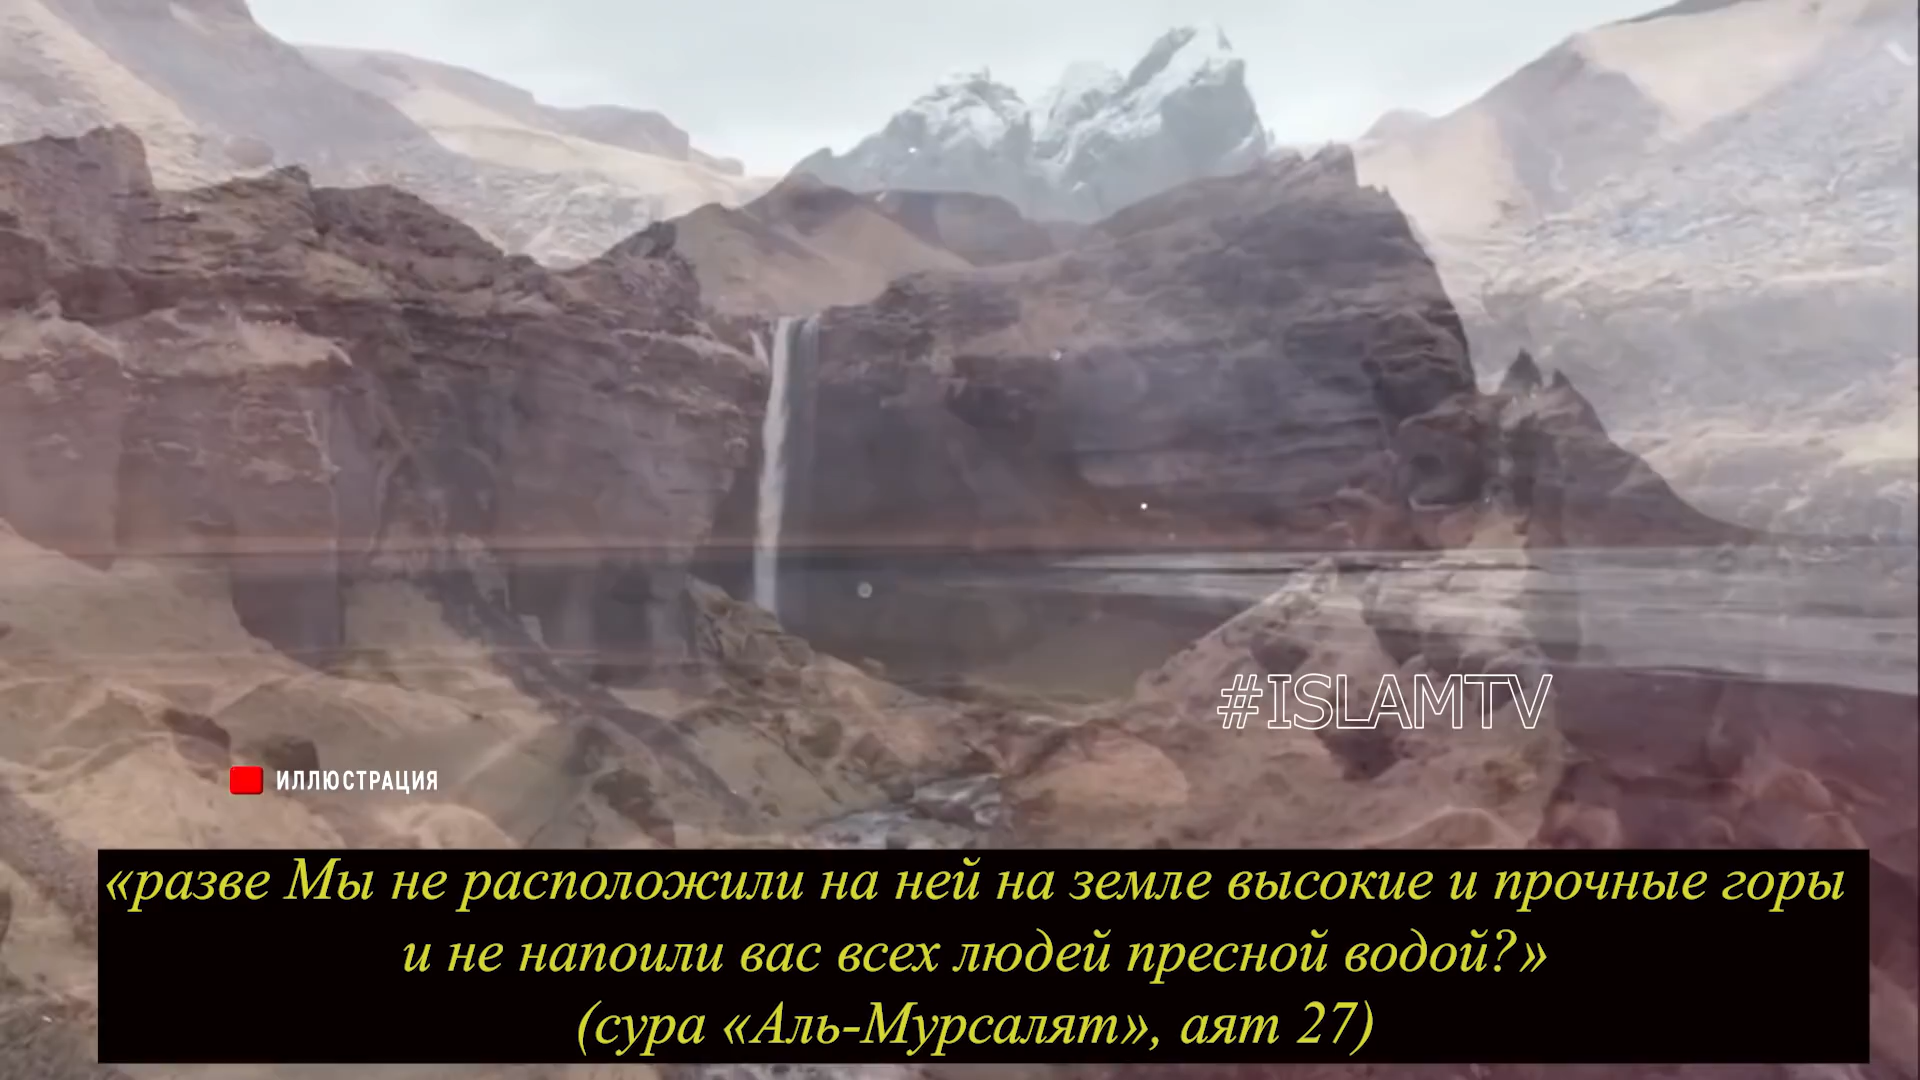 #ISLAMTV
ИЛЛЮСТРАЦИЯ
«разве Мы не расположили на ней на земле высокие и прочные горы
и не напоили вас всех людей пресной водой?»
(сура «Аль-Мурсалят», аят 27)